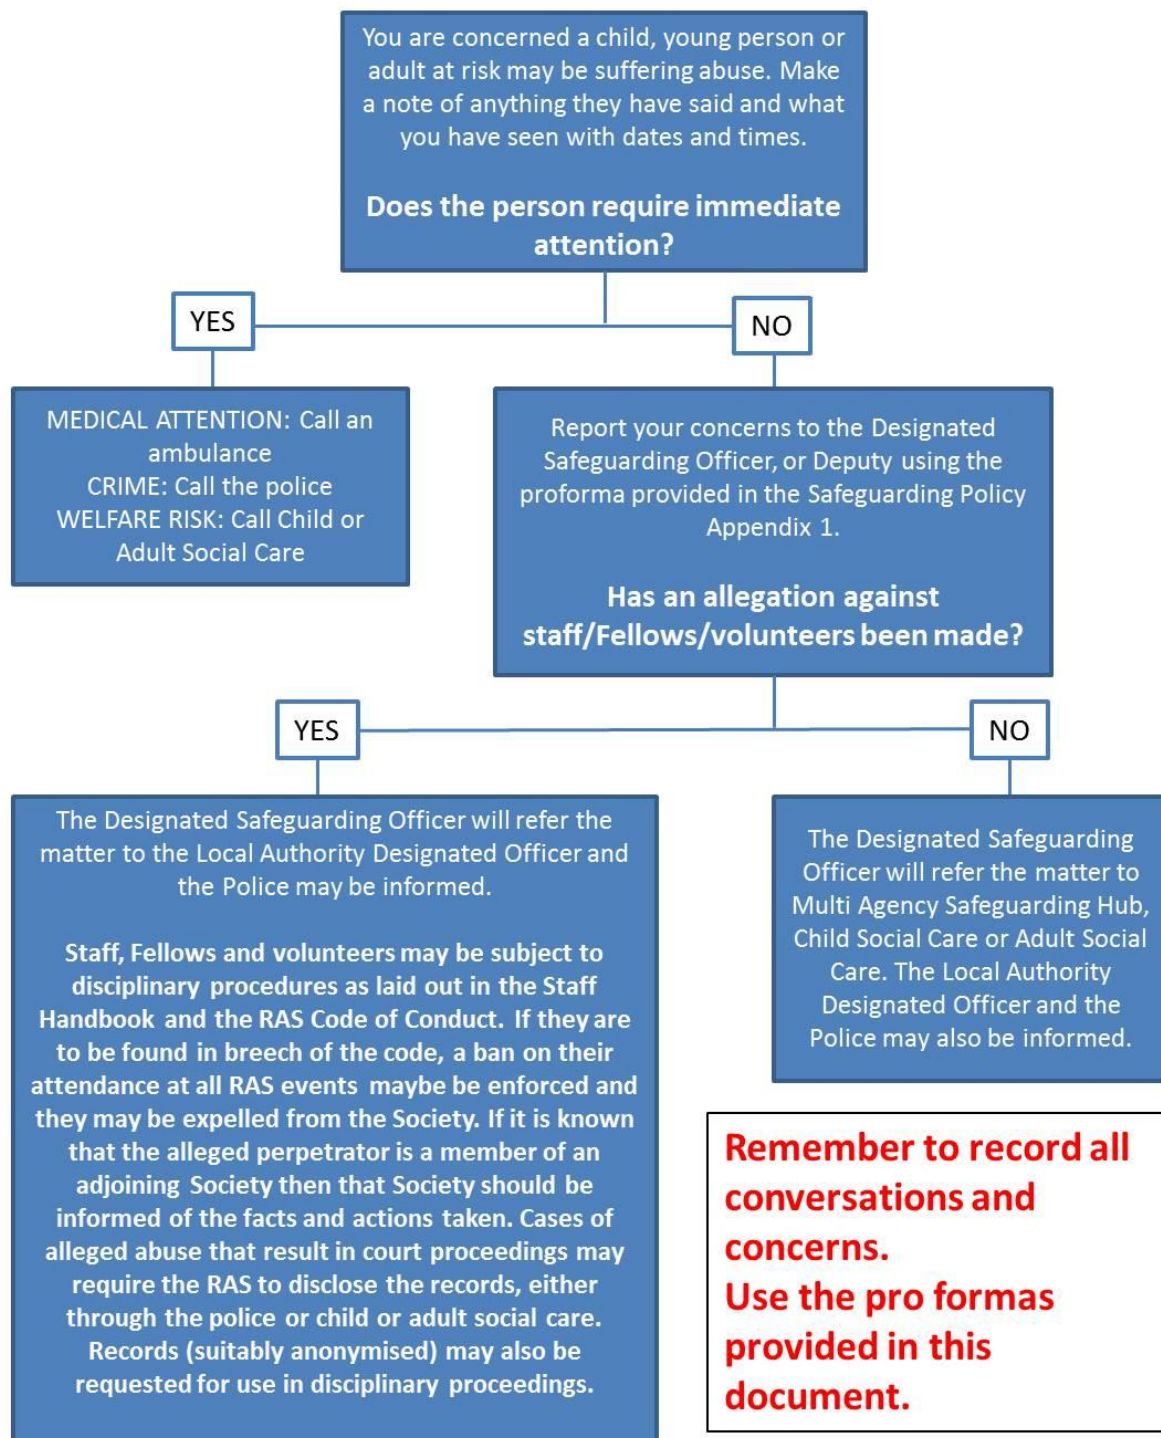 You are concerned a child, young person or
adult at risk may be suffering abuse. Make
a note of anything they have said and what
you have seen with dates and times.
Does the person require immediate
attention?
YES
NO
MEDICAL ATTENTION: Call an
ambulance
CRIME: Call the police
WELFARE RISK: Call Child or
Adult Social Care
Report your concerns to the Designated
Safeguarding Officer, or Deputy using the
proforma provided in the Safeguarding Policy
Appendix 1.
Has an allegation against
staff/Fellows/volunteers been made?
YES
NO
The Designated Safeguarding Officer will refer the
matter to the Local Authority Designated Officer and
the Police may be informed.
Staff, Fellows and volunteers may be subject to
disciplinary procedures as laid out in the Staff
Handbook and the RAS Code of Conduct. If they are
to be found in breech of the code, a ban on their
attendance at all RAS events maybe be enforced and
they may be expelled from the Society. If it is known
that the alleged perpetrator is a member of an
adjoining Society then that Society should be
informed of the facts and actions taken. Cases of
alleged abuse that result in court proceedings may
require the RAS to disclose the records, either
through the police or child or adult social care.
Records (suitably anonymised) may also be
requested for use in disciplinary proceedings.
The Designated Safeguarding
Officer will refer the matter to
Multi Agency Safeguarding Hub,
Child Social Care or Adult Social
Care. The Local Authority
Designated Officer and the
Police may also be informed.
Remember to record all
conversations and
concerns.
Use the pro formas
provided in this
document.